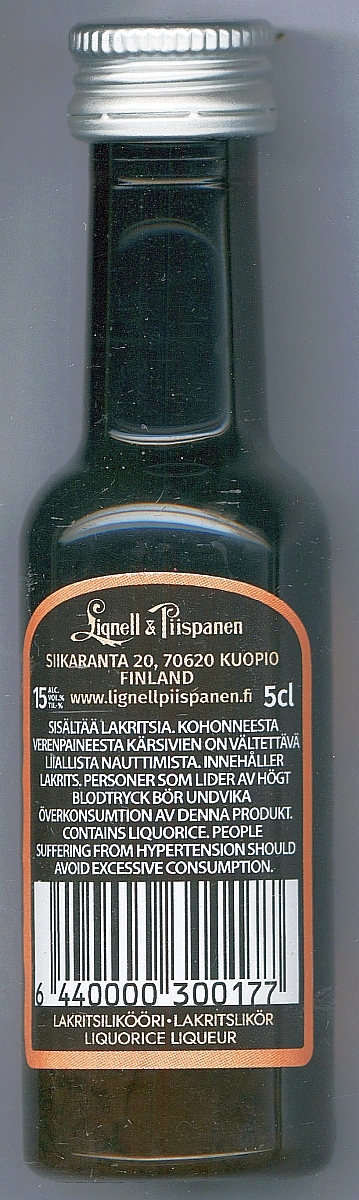 Lignell & Piispanen
SIIKARANTA 20, 70620 KUOPIO
FINLAND
15 ALC. VOL.% TIL-% www.lignellpiispanen.fi 5cl
SISÄLTÄÄ LAKRITSIA. KOHONNEESTA
VERENPAINEESTA KÄRSIVIEN ON VÄLTETTÄVÄ
LIIALLISTA NAUTTIMISTA. INNEHÅLLER
LAKRITS. PERSONER SOM LIDER AV HÖGT
BLODTRYCK BÖR UNDVIKA
ÖVERKONSUMTION AV DENNA PRODUKT.
CONTAINS LIQUORICE. PEOPLE
SUFFERING FROM HYPERTENSION SHOULD
AVOID EXCESSIVE CONSUMPTION.
6 440000 300177
LAKRITSILIKÖÖRI • LAKRITSLIKÖR
LIQUORICE LIQUEUR